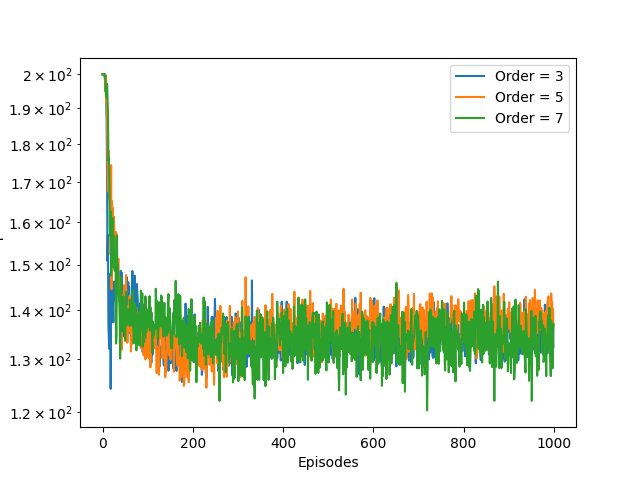 2 × 10²
1.9 × 10²
1.8 × 10²
1.7 × 10²
1.6 × 10²
1.5 × 10²
1.4 × 10²
1.3 × 10²
1.2 × 10²
Order = 3
Order = 5
Order = 7
0 200 400 600 800 1000
Episodes